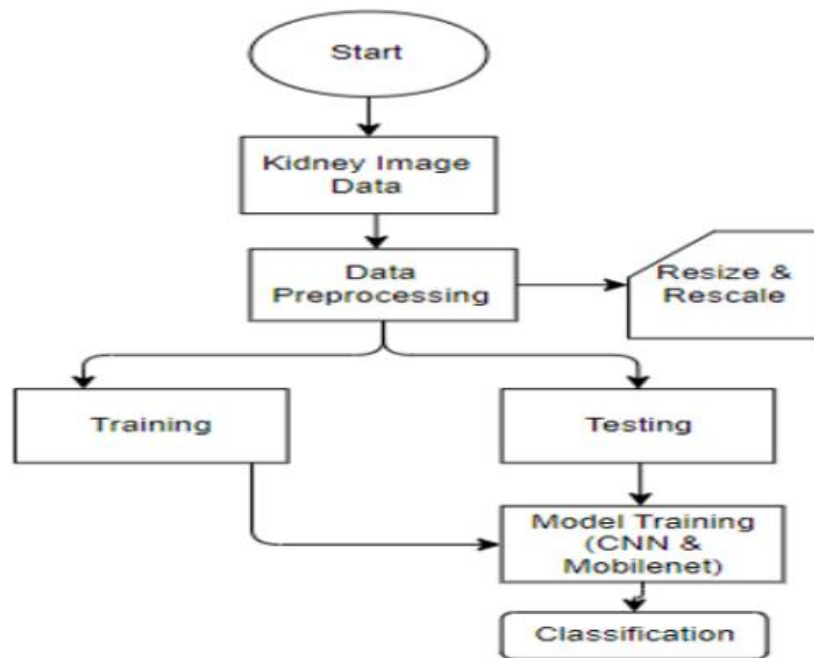 Start
Kidney Image
Data
Data
Preprocessing
Resize &
Rescale
Training
Testing
Model Training
(CNN &
Mobilenet)
Classification